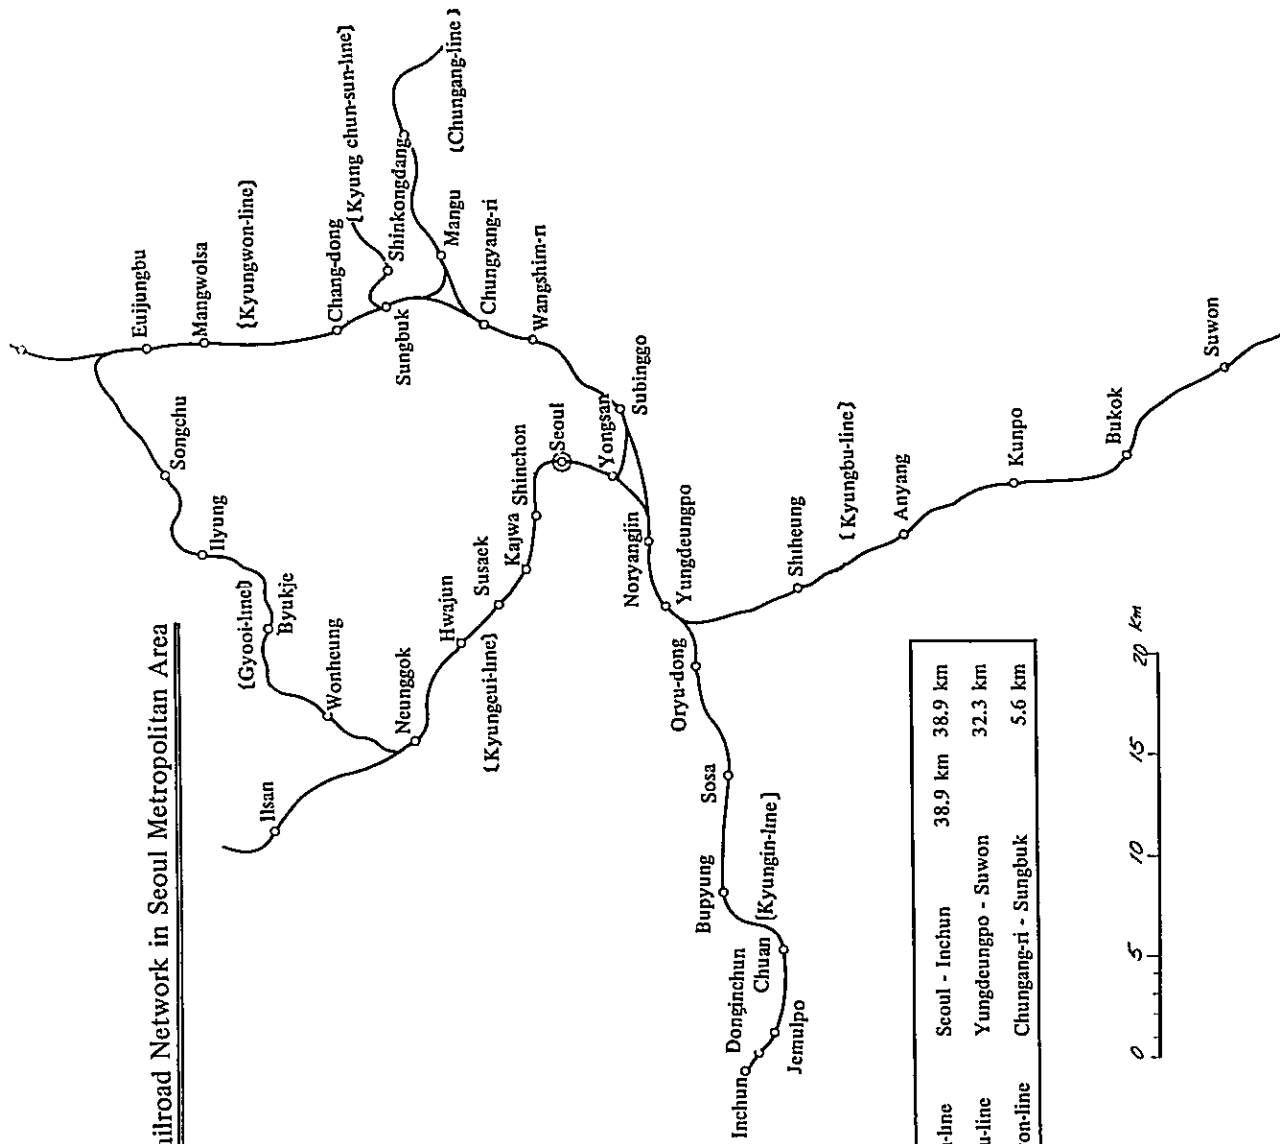 ailroad Network in Seoul Metropolitan Area
Euijungbu
Mangwolsa
{Kyungwon-line}
Chang-dong
{Kyung chun-sun-line}
Shinkongdang
{Chungang-line}
Mangu
Sungbuk
Chungyang-ri
Wangshim-ri
Subinggo
Songchu
Ilyung
{Gyooi-line}
Byukje
Wonheung
Neunggok
Ilsan
{Kyungeui-line}
Hwajun
Susaek
Kajwa
Shinchon
Seoul
Yongsan
Noryangjin
Yungdeungpo
Oryu-dong
Sosa
Bupyung
{Kyungin-line}
Chuan
Jemulpo
Donginchun
Inchun
Shiheung
{Kyungbu-line}
Anyang
Kunpo
Bukok
Suwon
-line Seoul - Inchun 38.9 km 38.9 km
u-line Yungdeungpo - Suwon 32.3 km
on-line Chungang-ri - Sungbuk 5.6 km
0 5 10 15 20 Km